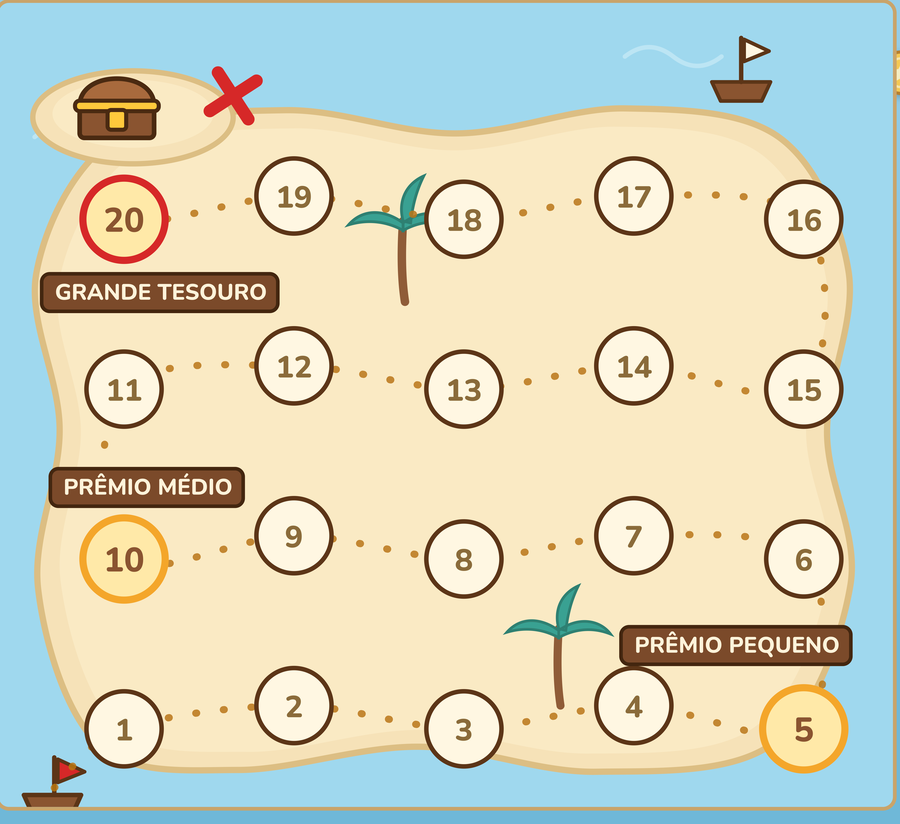 20 19 18 17 16
GRANDE TESOURO
11 12 13 14 15
PRÊMIO MÉDIO
10 9 8 7 6
PRÊMIO PEQUENO
1 2 3 4 5